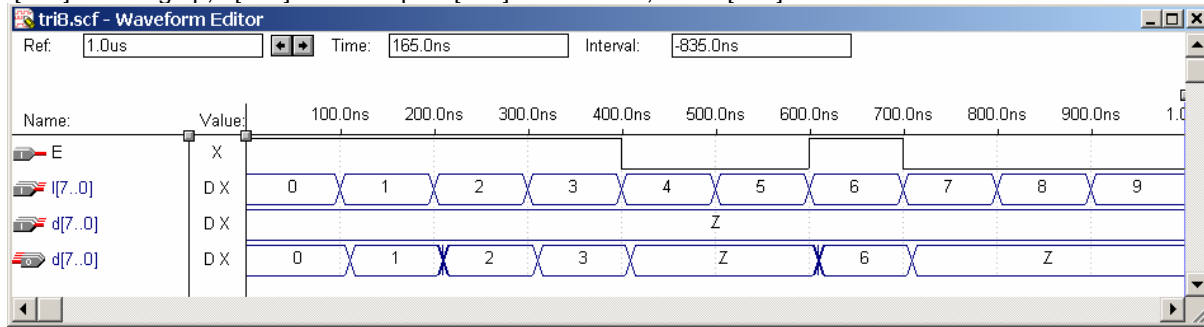 tri8.scf - Waveform Editor
Ref: 1.0us Time: 165.0ns Interval: -835.0ns
Name: Value: 100.0ns 200.0ns 300.0ns 400.0ns 500.0ns 600.0ns 700.0ns 800.0ns 900.0ns 1.0
E X
I[7..0] D X 0 1 2 3 4 5 6 7 8 9
d[7..0] D X Z
d[7..0] D X 0 1 2 3 Z 6 Z